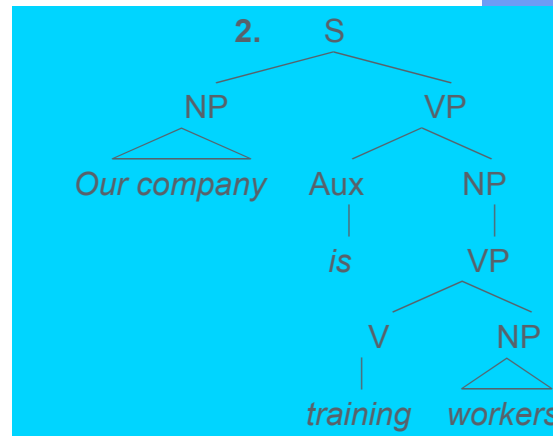 2. S
NP VP
Our company Aux NP
is VP
V NP
training workers